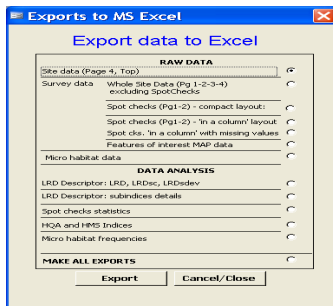 Exports to MS Excel
Export data to Excel
RAW DATA
Site data (Page 4, Top)
Survey data Whole Site Data (Pg 1-2-3-4)
excluding SpotChecks
Spot checks (Pg1-2) - compact layout:
Spot checks (Pg1-2) - 'in a column' layout
Spot cks. 'in a column' with missing values
Features of interest MAP data
Micro habitat data
DATA ANALYSIS
LRD Descriptor: LRD, LRDsc, LRDsdev
LRD Descriptor: subindices details
Spot checks statistics
HQA and HMS Indices
Micro habitat frequencies
MAKE ALL EXPORTS
Export Cancel/Close